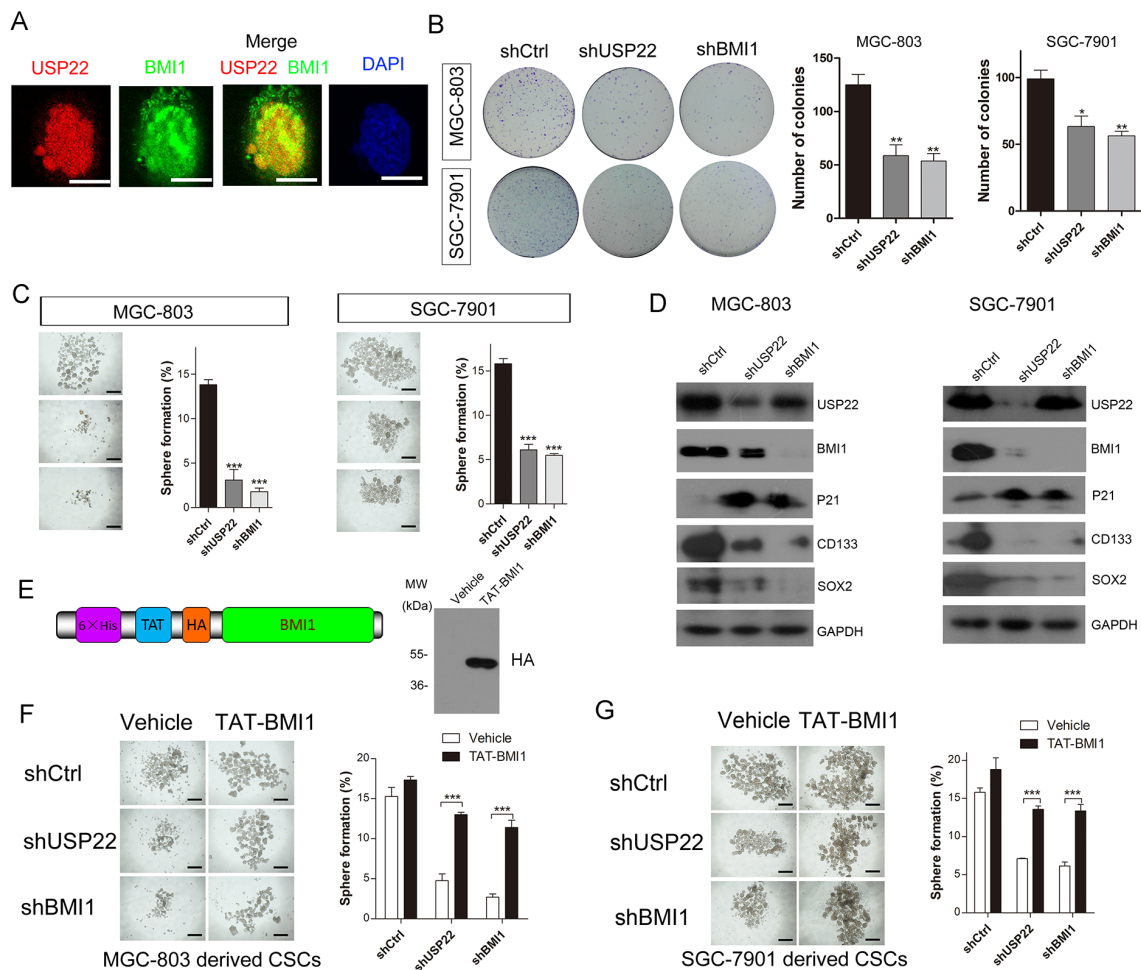 A
Merge
USP22 BMI1 USP22 BMI1 DAPI
B
shCtrl shUSP22 shBMI1
MGC-803
SGC-7901
MGC-803
Number of colonies
150
100
50
0
**
**
shCtrl
shUSP22
shBMI1
SGC-7901
Number of colonies
100
50
0
*
**
shCtrl
shUSP22
shBMI1
C
MGC-803
Sphere formation (%)
15
10
5
0
***
***
shCtrl
shUSP22
shBMI1
SGC-7901
Sphere formation (%)
15
10
5
0
***
***
shCtrl
shUSP22
shBMI1
D
MGC-803
shCtrl
shUSP22
shBMI1
USP22
BMI1
P21
CD133
SOX2
GAPDH
SGC-7901
shCtrl
shUSP22
shBMI1
USP22
BMI1
P21
CD133
SOX2
GAPDH
E
6×His TAT HA BMI1
MW
(kDa)
Vehicle
TAT-BMI1
55-
36-
HA
F
Vehicle TAT-BMI1
shCtrl
shUSP22
shBMI1
MGC-803 derived CSCs
Vehicle
TAT-BMI1
Sphere formation (%)
20
15
10
5
0
***
***
shCtrl
shUSP22
shBMI1
G
Vehicle TAT-BMI1
shCtrl
shUSP22
shBMI1
SGC-7901 derived CSCs
Vehicle
TAT-BMI1
Sphere formation (%)
20
15
10
5
0
***
***
shCtrl
shUSP22
shBMI1